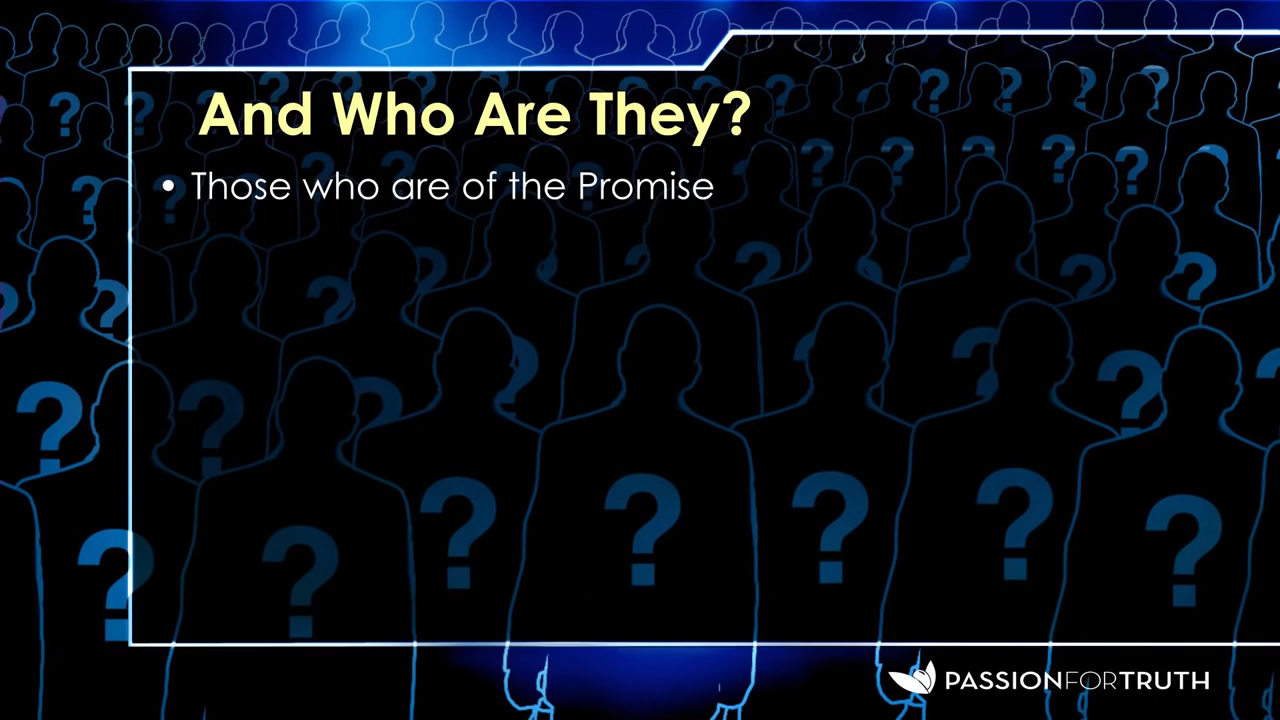 And Who Are They?
• Those who are of the Promise
? ? ? ? ? ? ? ?
PASSIONFORTRUTH